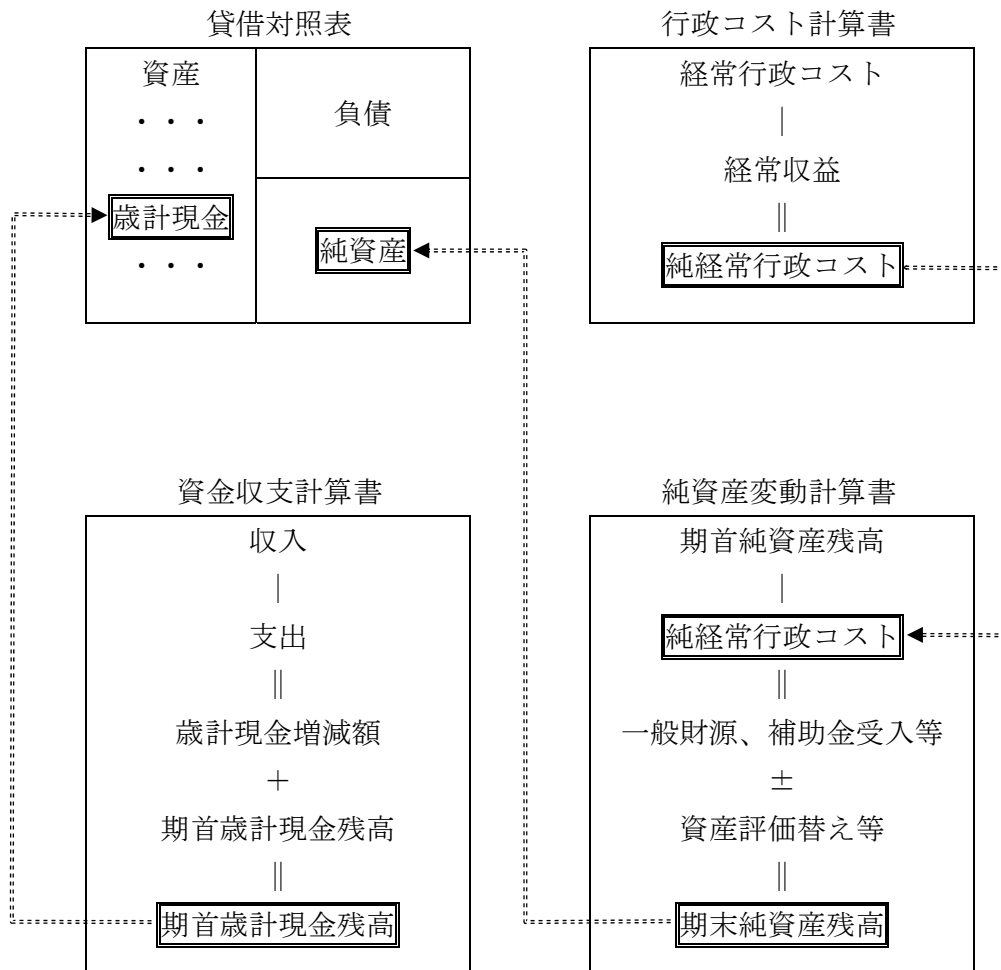 貸借対照表
資産
・・・
・・・
歳計現金
・・・
負債
純資産
行政コスト計算書
経常行政コスト
|
経常収益
||
純経常行政コスト
資金収支計算書
収入
|
支出
||
歳計現金増減額
＋
期首歳計現金残高
||
期首歳計現金残高
純資産変動計算書
期首純資産残高
|
純経常行政コスト
||
一般財源、補助金受入等
±
資産評価替え等
||
期末純資産残高